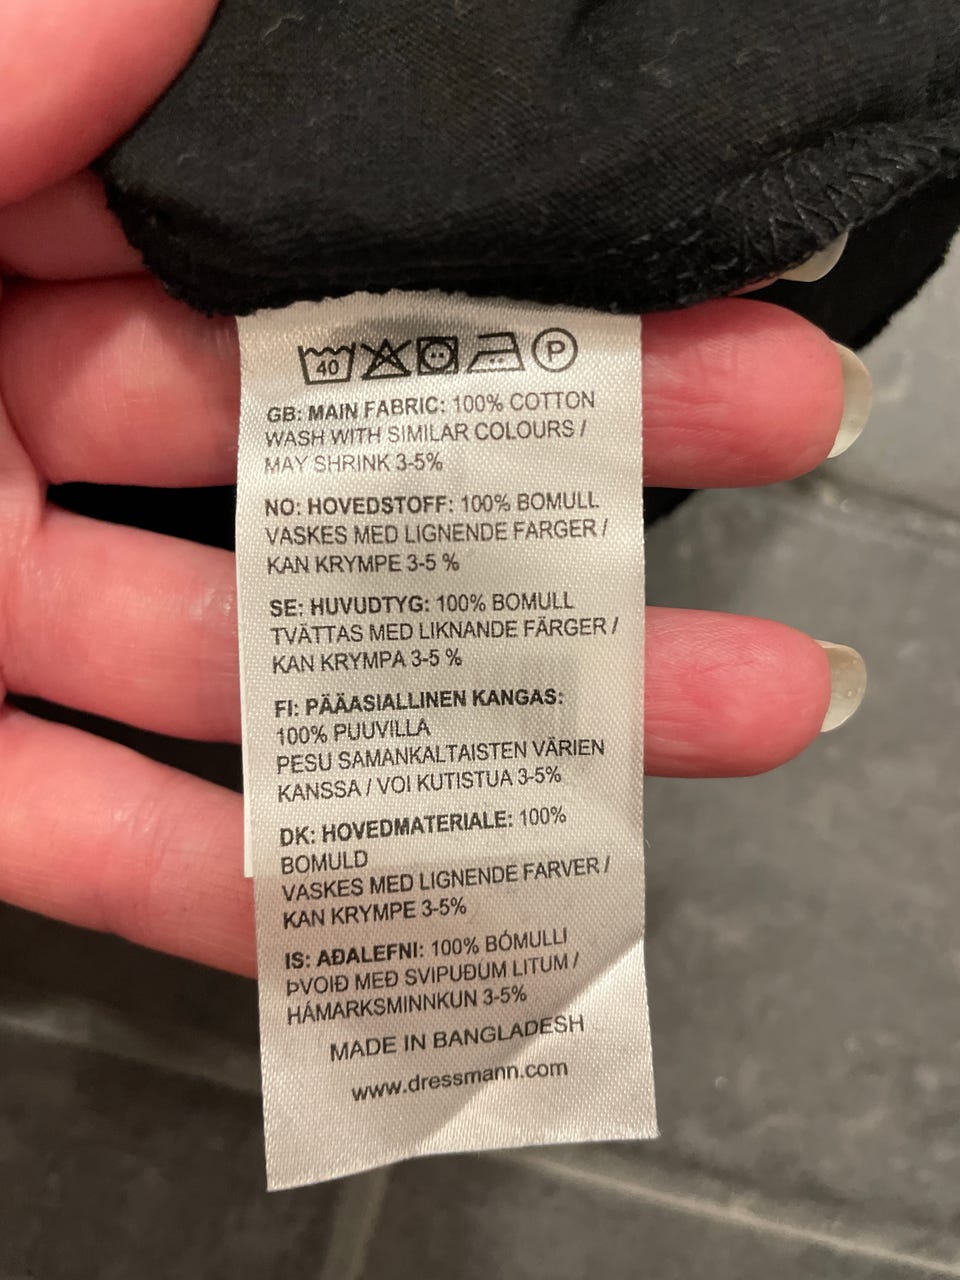 40 P
GB: MAIN FABRIC: 100% COTTON
WASH WITH SIMILAR COLOURS /
MAY SHRINK 3-5%
NO: HOVEDSTOFF: 100% BOMULL
VASKES MED LIGNENDE FARGER /
KAN KRYMPE 3-5 %
SE: HUVUDTYG: 100% BOMULL
TVÄTTAS MED LIKNANDE FÄRGER /
KAN KRYMPA 3-5 %
FI: PÄÄASIALLINEN KANGAS:
100% PUUVILLA
PESU SAMANKALTAISTEN VÄRIEN
KANSSA / VOI KUTISTUA 3-5%
DK: HOVEDMATERIALE: 100%
BOMULD
VASKES MED LIGNENDE FARVER /
KAN KRYMPE 3-5%
IS: AÐALEFNI: 100% BÓMULLI
ÞVOIÐ MEÐ SVIPUÐUM LITUM /
HÁMARKSMINNKUN 3-5%
MADE IN BANGLADESH
www.dressmann.com